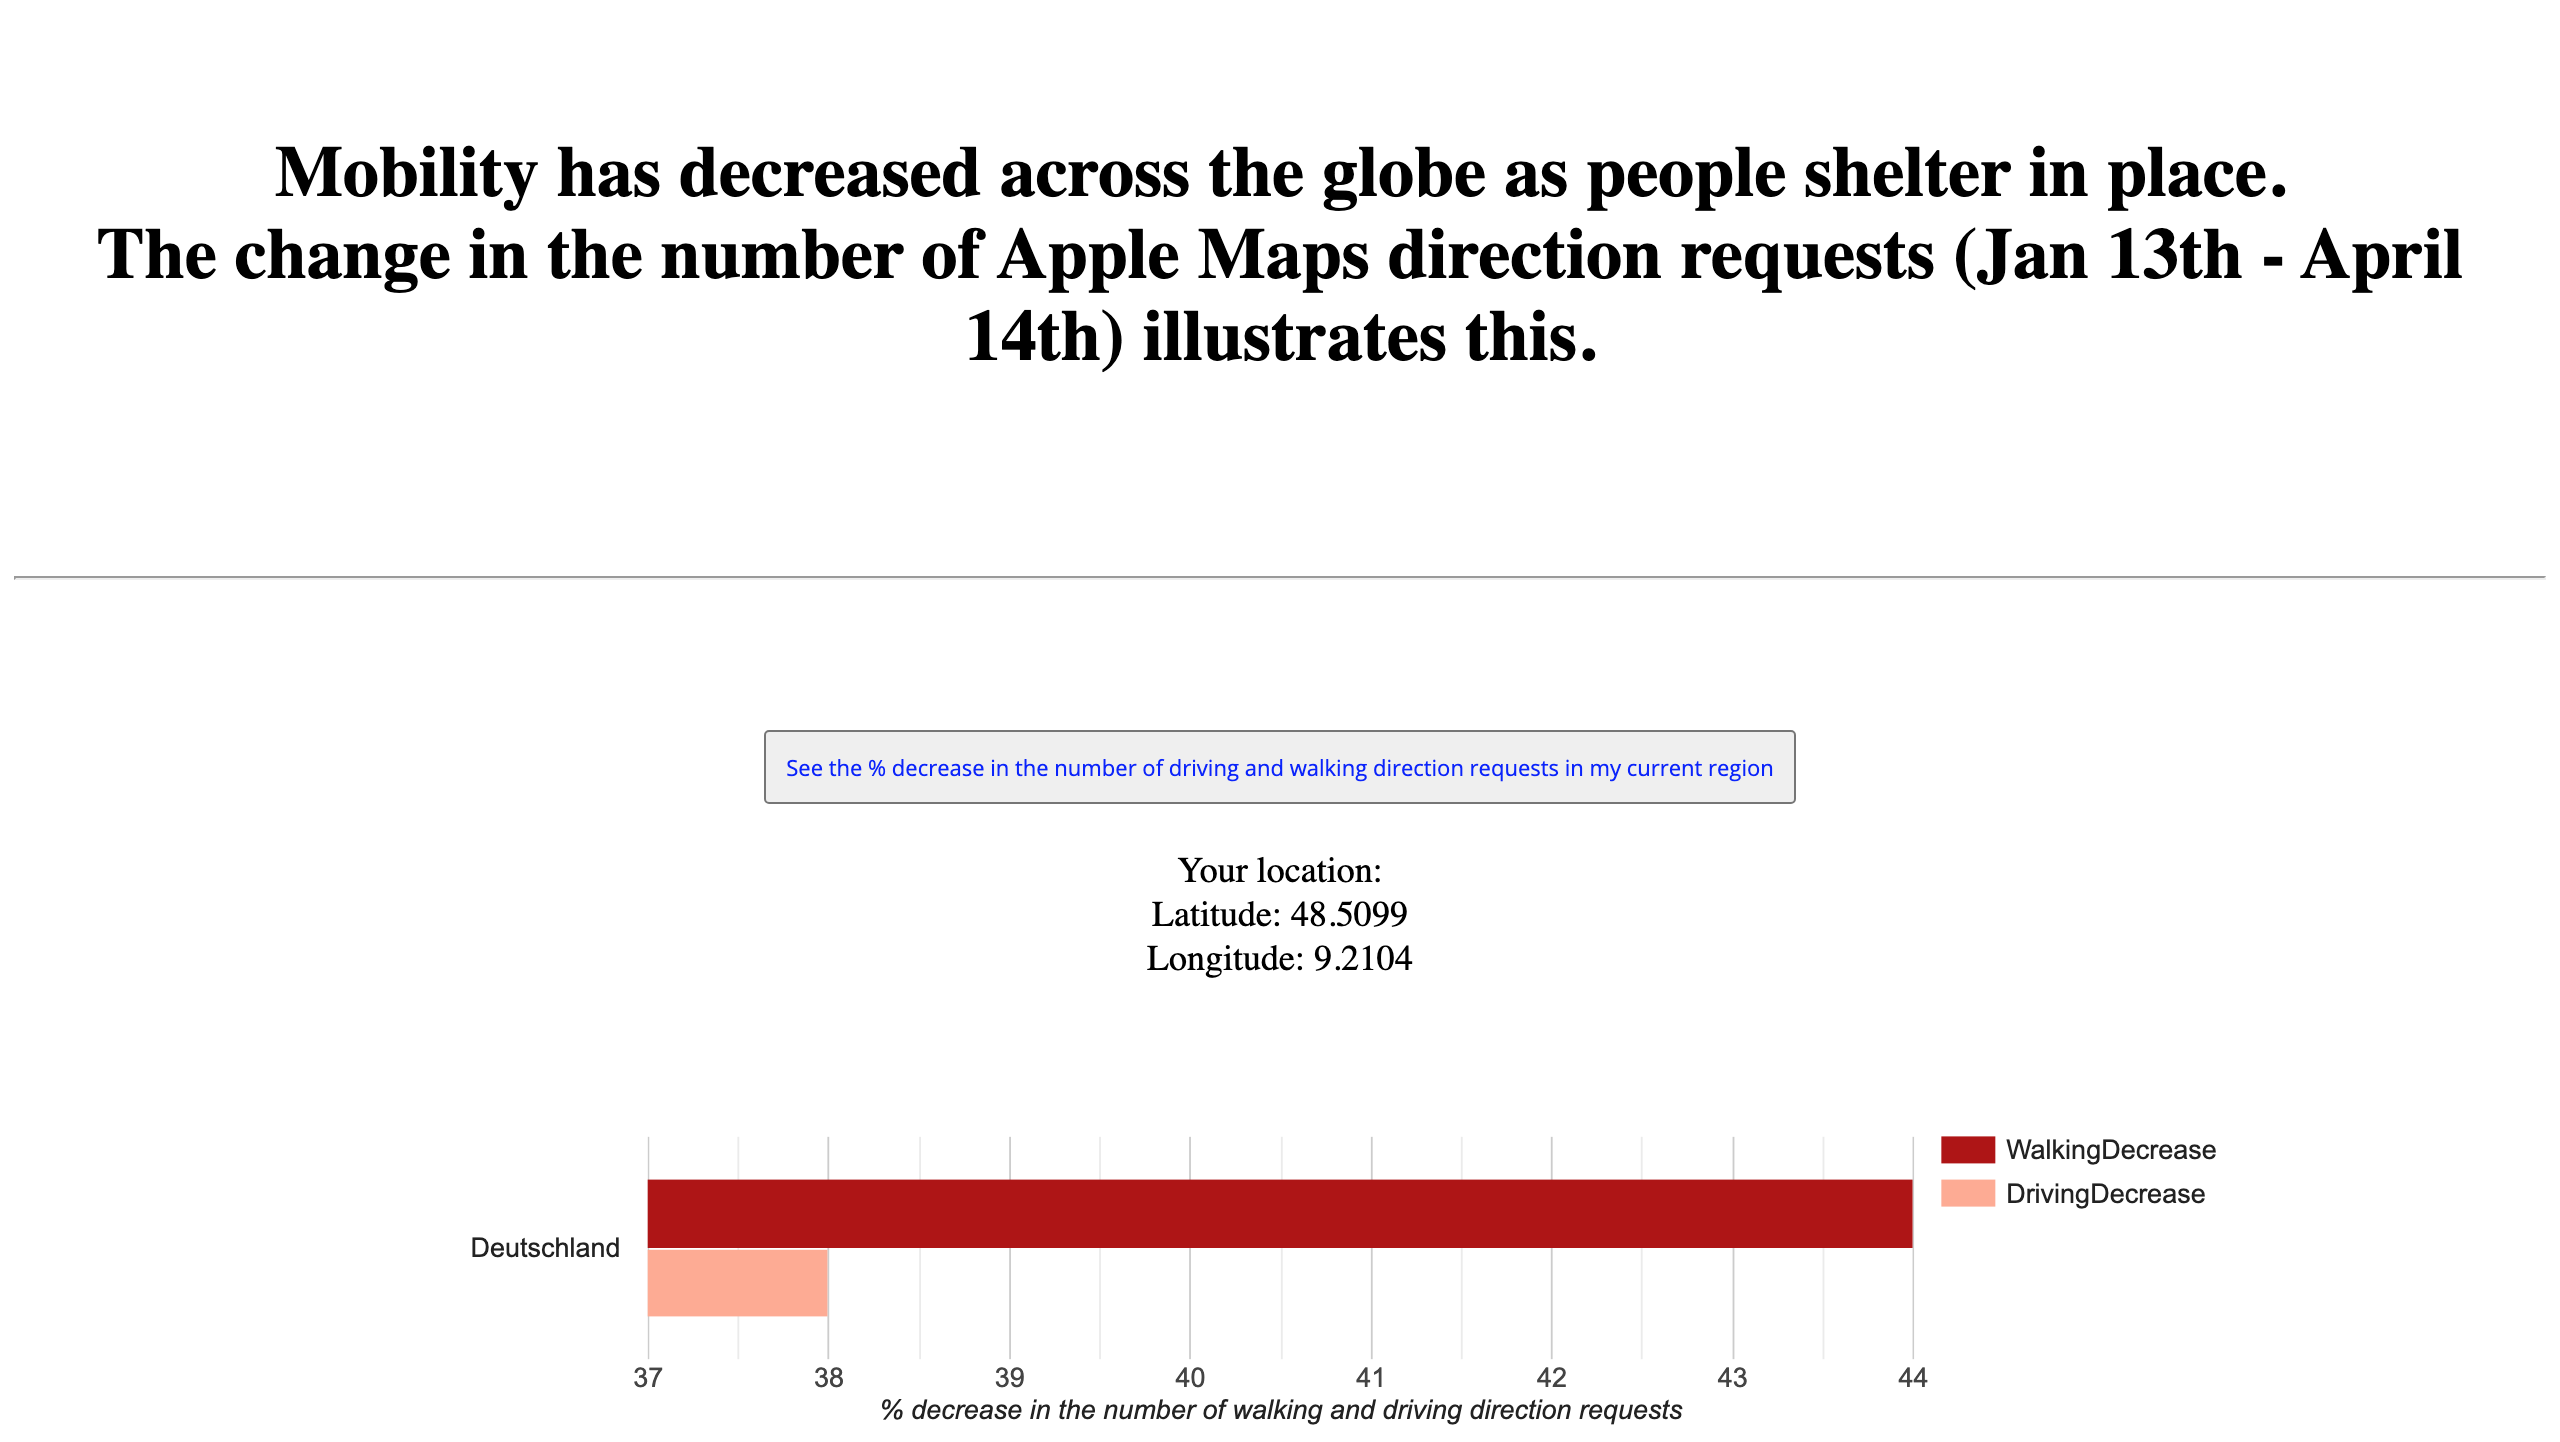 Mobility has decreased across the globe as people shelter in place.
The change in the number of Apple Maps direction requests (Jan 13th - April
14th) illustrates this.
See the % decrease in the number of driving and walking direction requests in my current region
Your location:
Latitude: 48.5099
Longitude: 9.2104
WalkingDecrease
DrivingDecrease
Deutschland
37 38 39 40 41 42 43 44
% decrease in the number of walking and driving direction requests